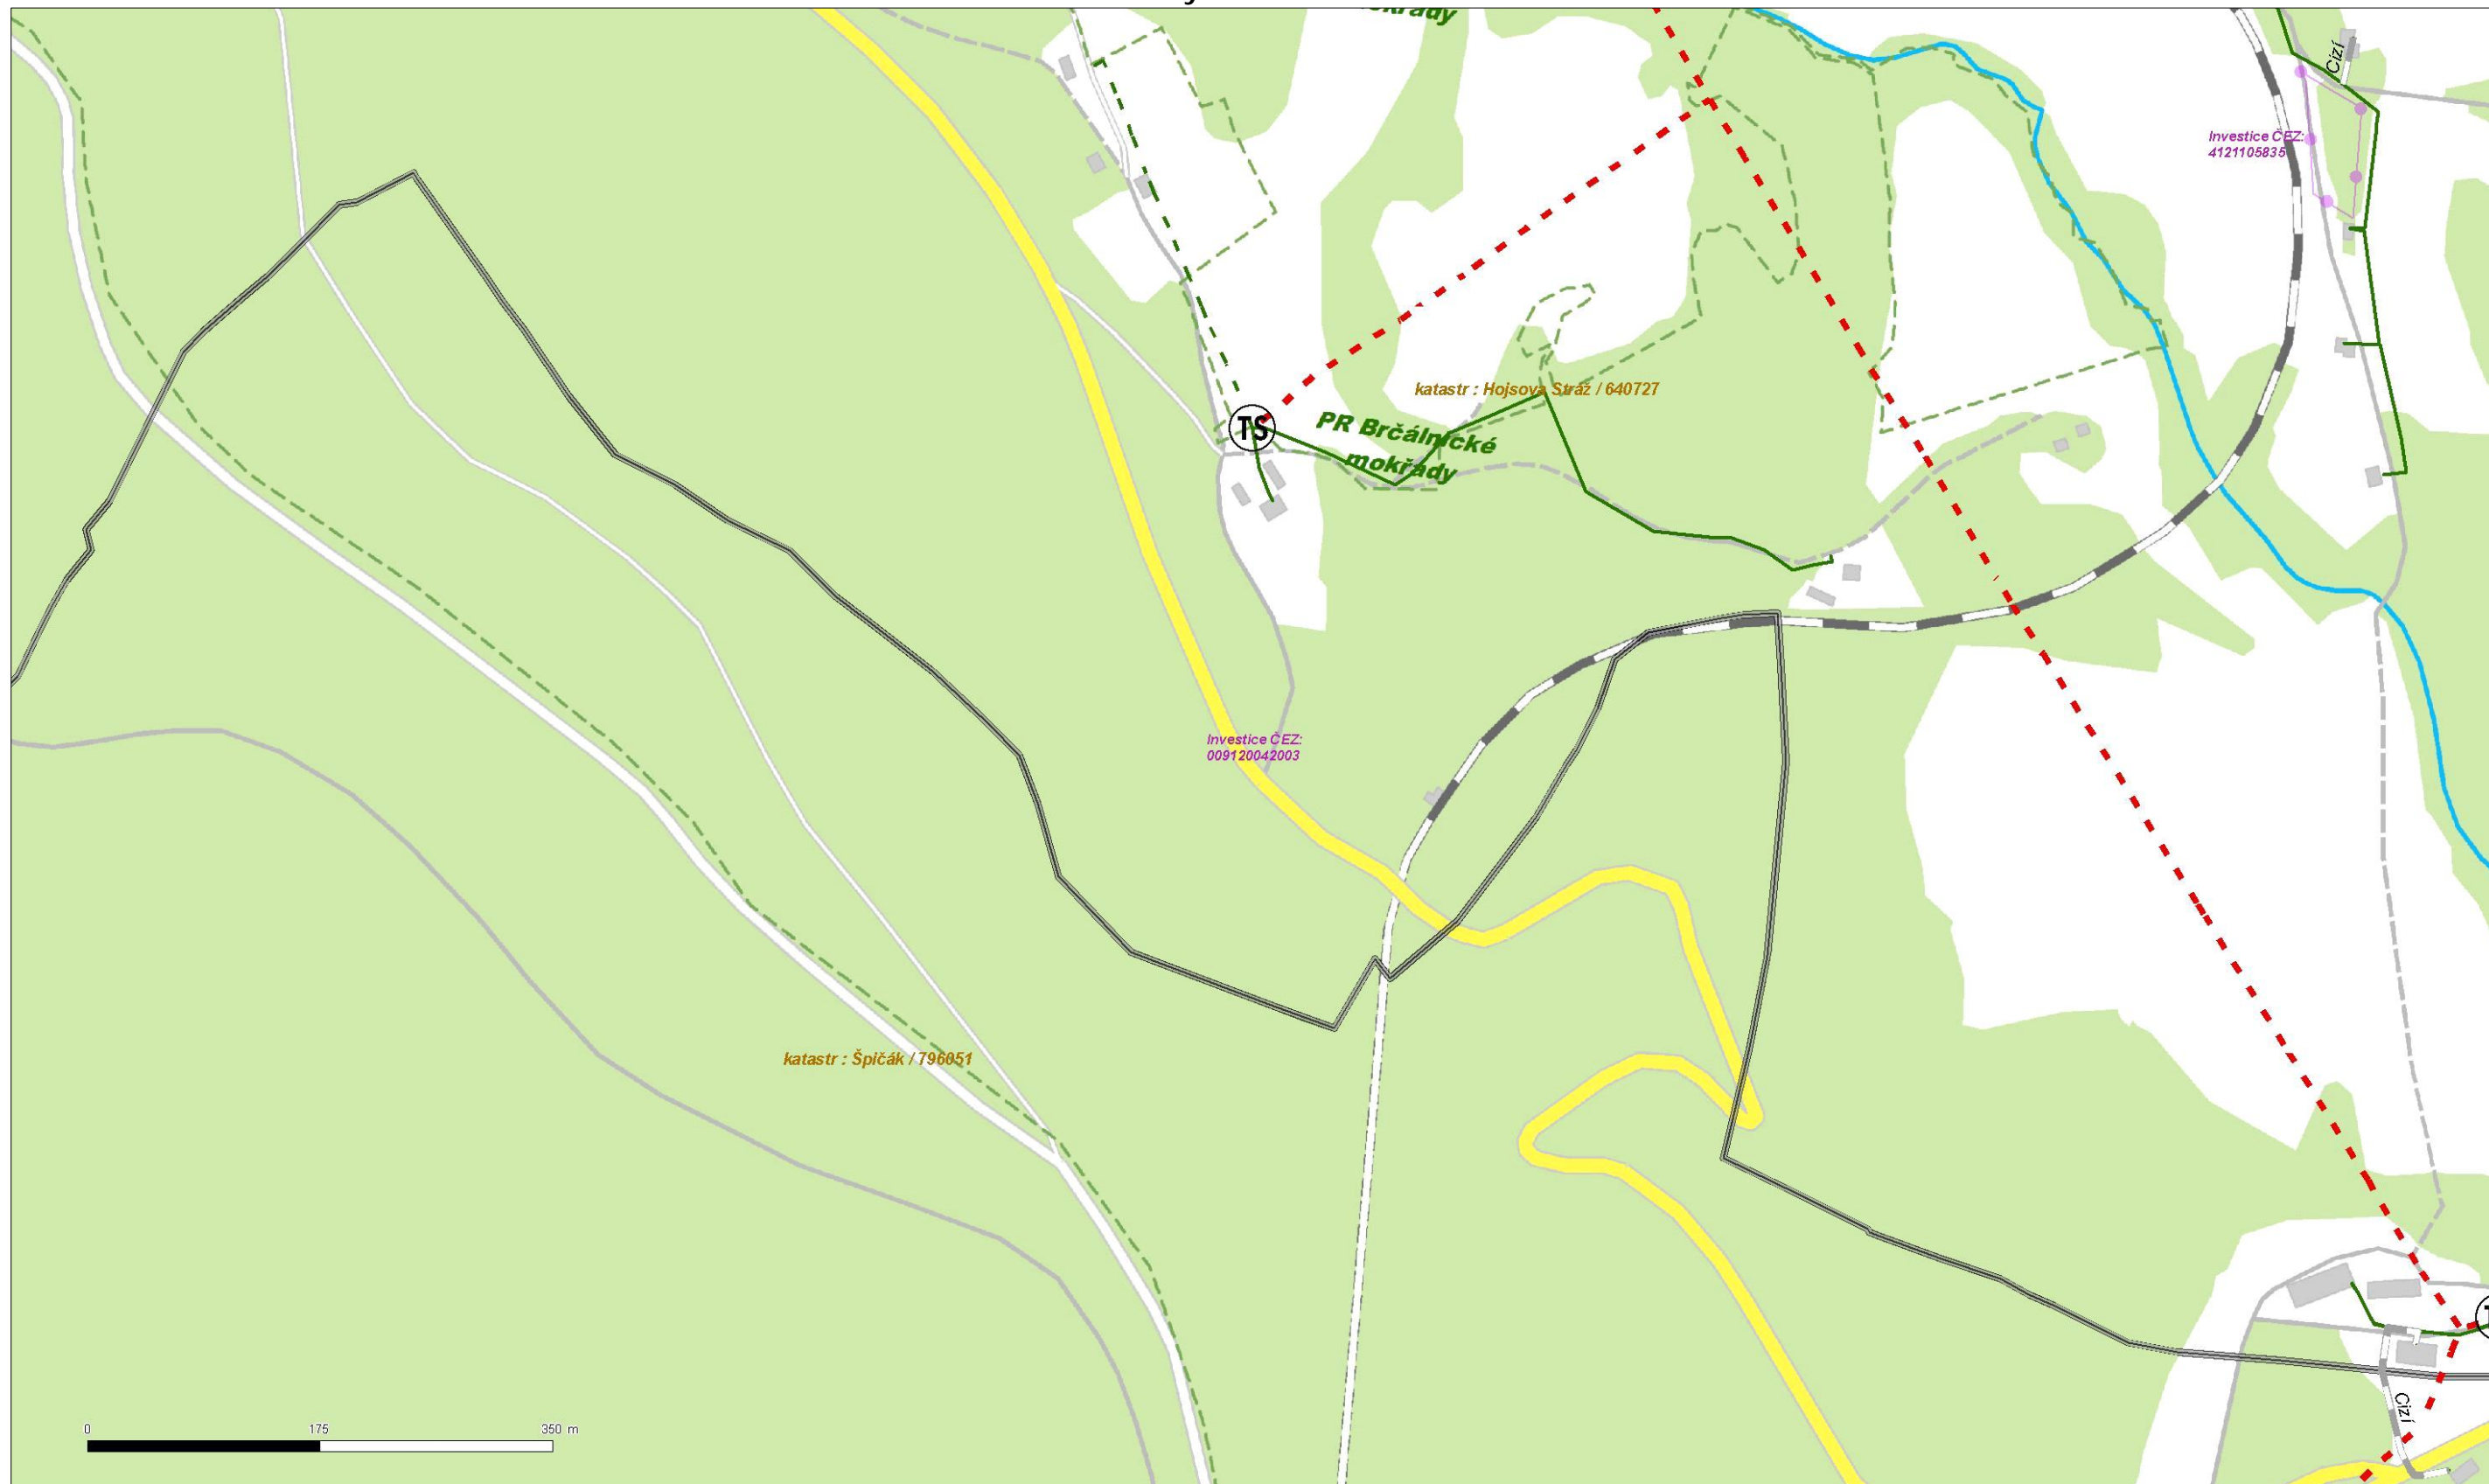 mokřady
Cizí
Investice ČEZ:
4121105835
katastr : Hojsova Stráž / 640727
TS
PR Brčálnické
mokřady
Investice ČEZ:
009120042003
katastr : Špičák / 796051
Cizí
0 175 350 m